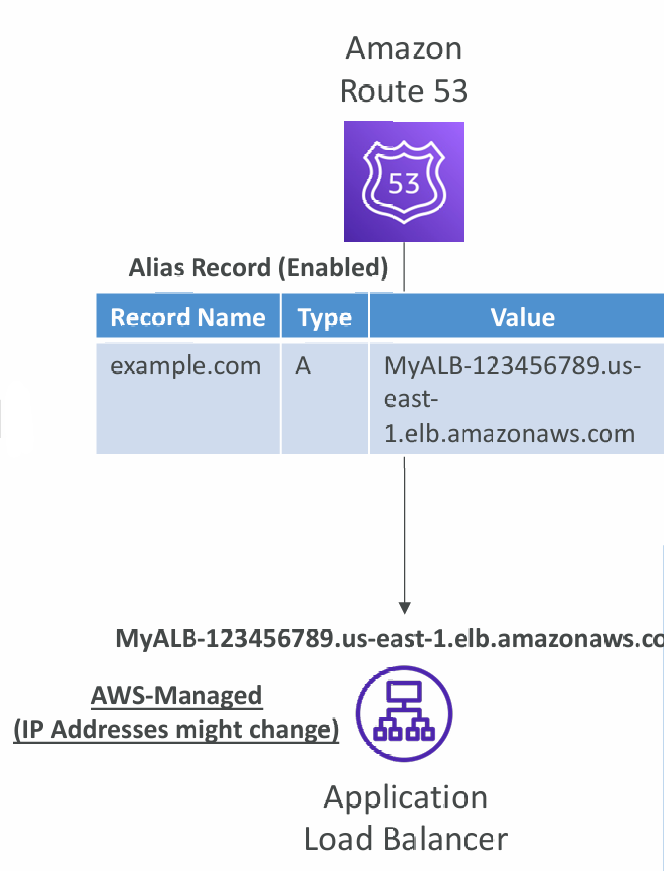 Amazon
Route 53
53
Alias Record (Enabled)
Record Name Type Value
example.com A MyALB-123456789.us-
east-
1.elb.amazonaws.com
MyALB-123456789.us-east-1.elb.amazonaws.co
AWS-Managed
(IP Addresses might change)
Application
Load Balancer